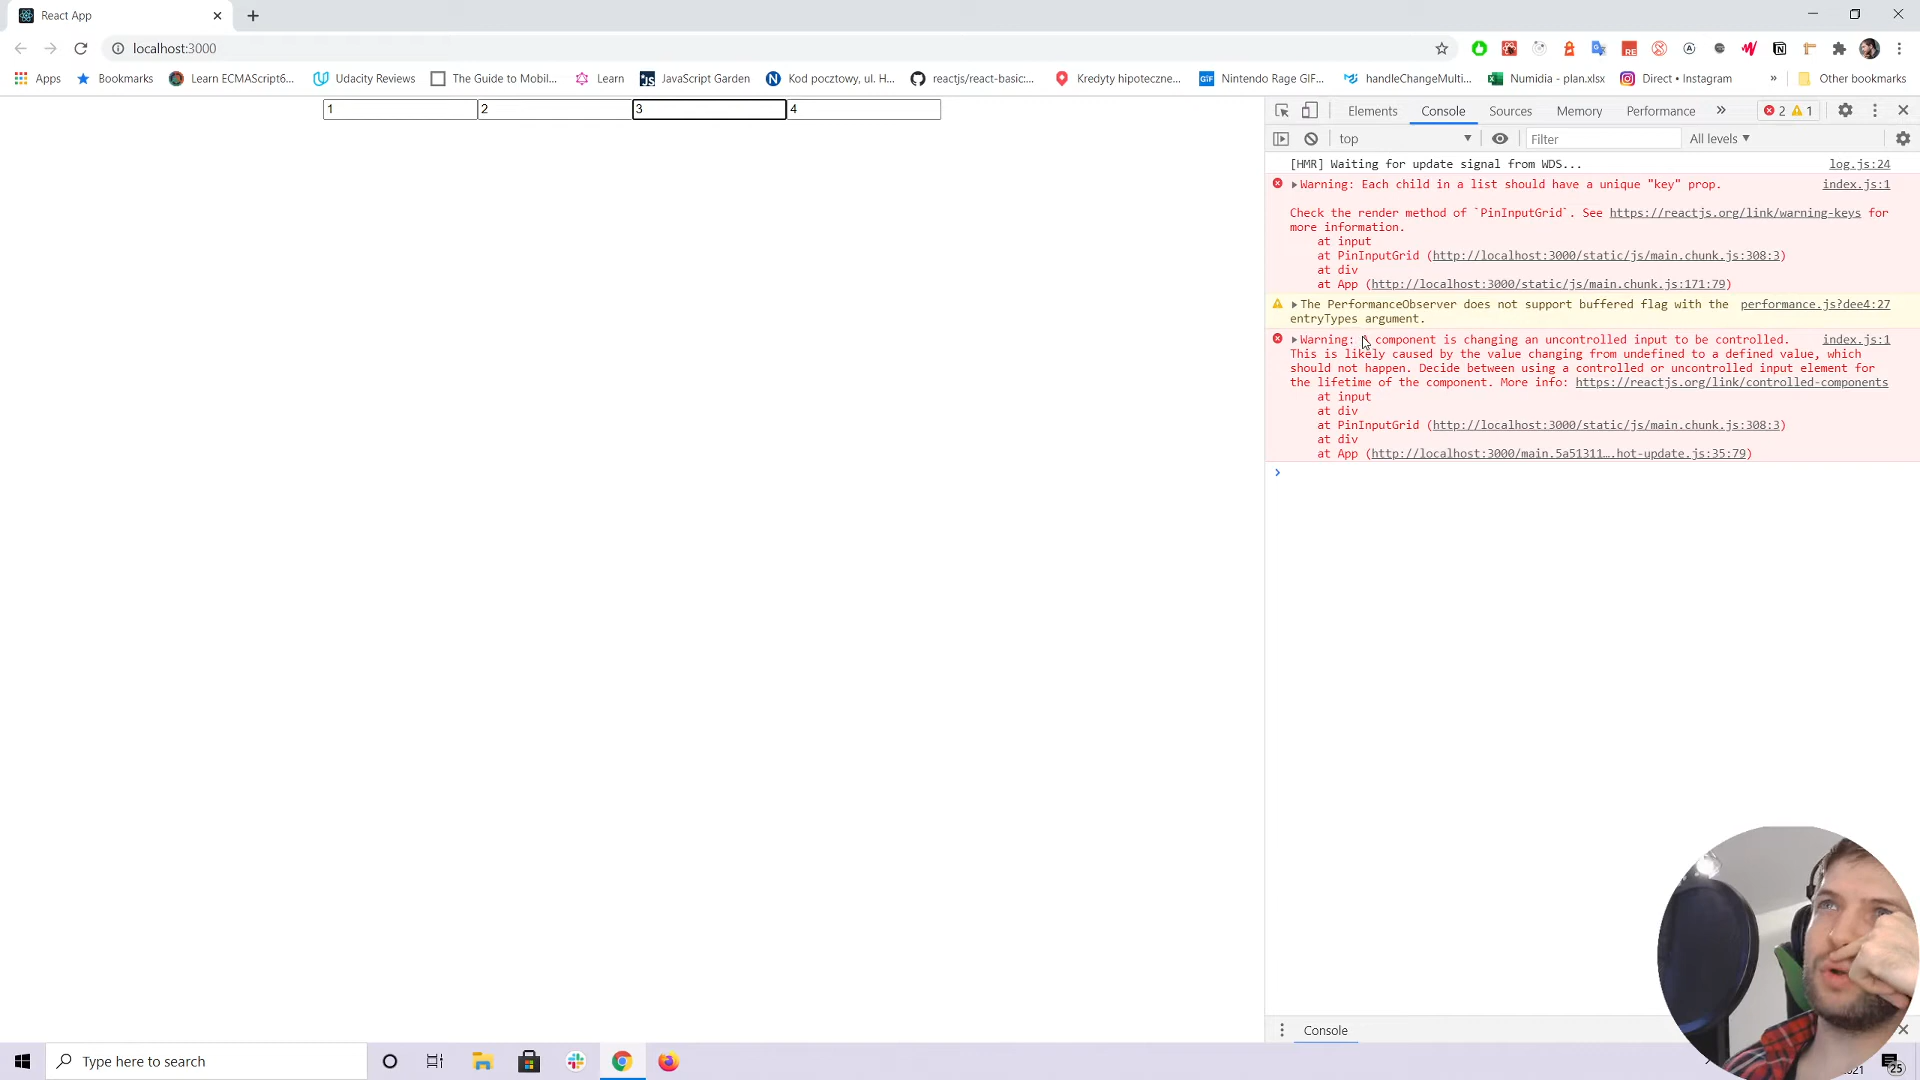 React App
localhost:3000
Apps
Bookmarks
Learn ECMAScript6...
Udacity Reviews
The Guide to Mobil...
Learn
JavaScript Garden
Kod pocztowy, ul. H...
reactjs/react-basic:...
Kredyty hipoteczne...
Nintendo Rage GIF...
handleChangeMulti...
Numidia - plan.xlsx
Direct • Instagram
»
Other bookmarks
1
2
3
4
Elements
Console
Sources
Memory
Performance
»
2
1
top
Filter
All levels
[HMR] Waiting for update signal from WDS...
log.js:24
Warning: Each child in a list should have a unique "key" prop.
index.js:1
Check the render method of `PinInputGrid`. See https://reactjs.org/link/warning-keys for
more information.
at input
at PinInputGrid (http://localhost:3000/static/js/main.chunk.js:308:3)
at div
at App (http://localhost:3000/static/js/main.chunk.js:171:79)
The PerformanceObserver does not support buffered flag with the
performance.js?dee4:27
entryTypes argument.
Warning: A component is changing an uncontrolled input to be controlled.
index.js:1
This is likely caused by the value changing from undefined to a defined value, which
should not happen. Decide between using a controlled or uncontrolled input element for
the lifetime of the component. More info: https://reactjs.org/link/controlled-components
at input
at div
at PinInputGrid (http://localhost:3000/static/js/main.chunk.js:308:3)
at div
at App (http://localhost:3000/main.5a51311….hot-update.js:35:79)
Console
Type here to search
2021
25